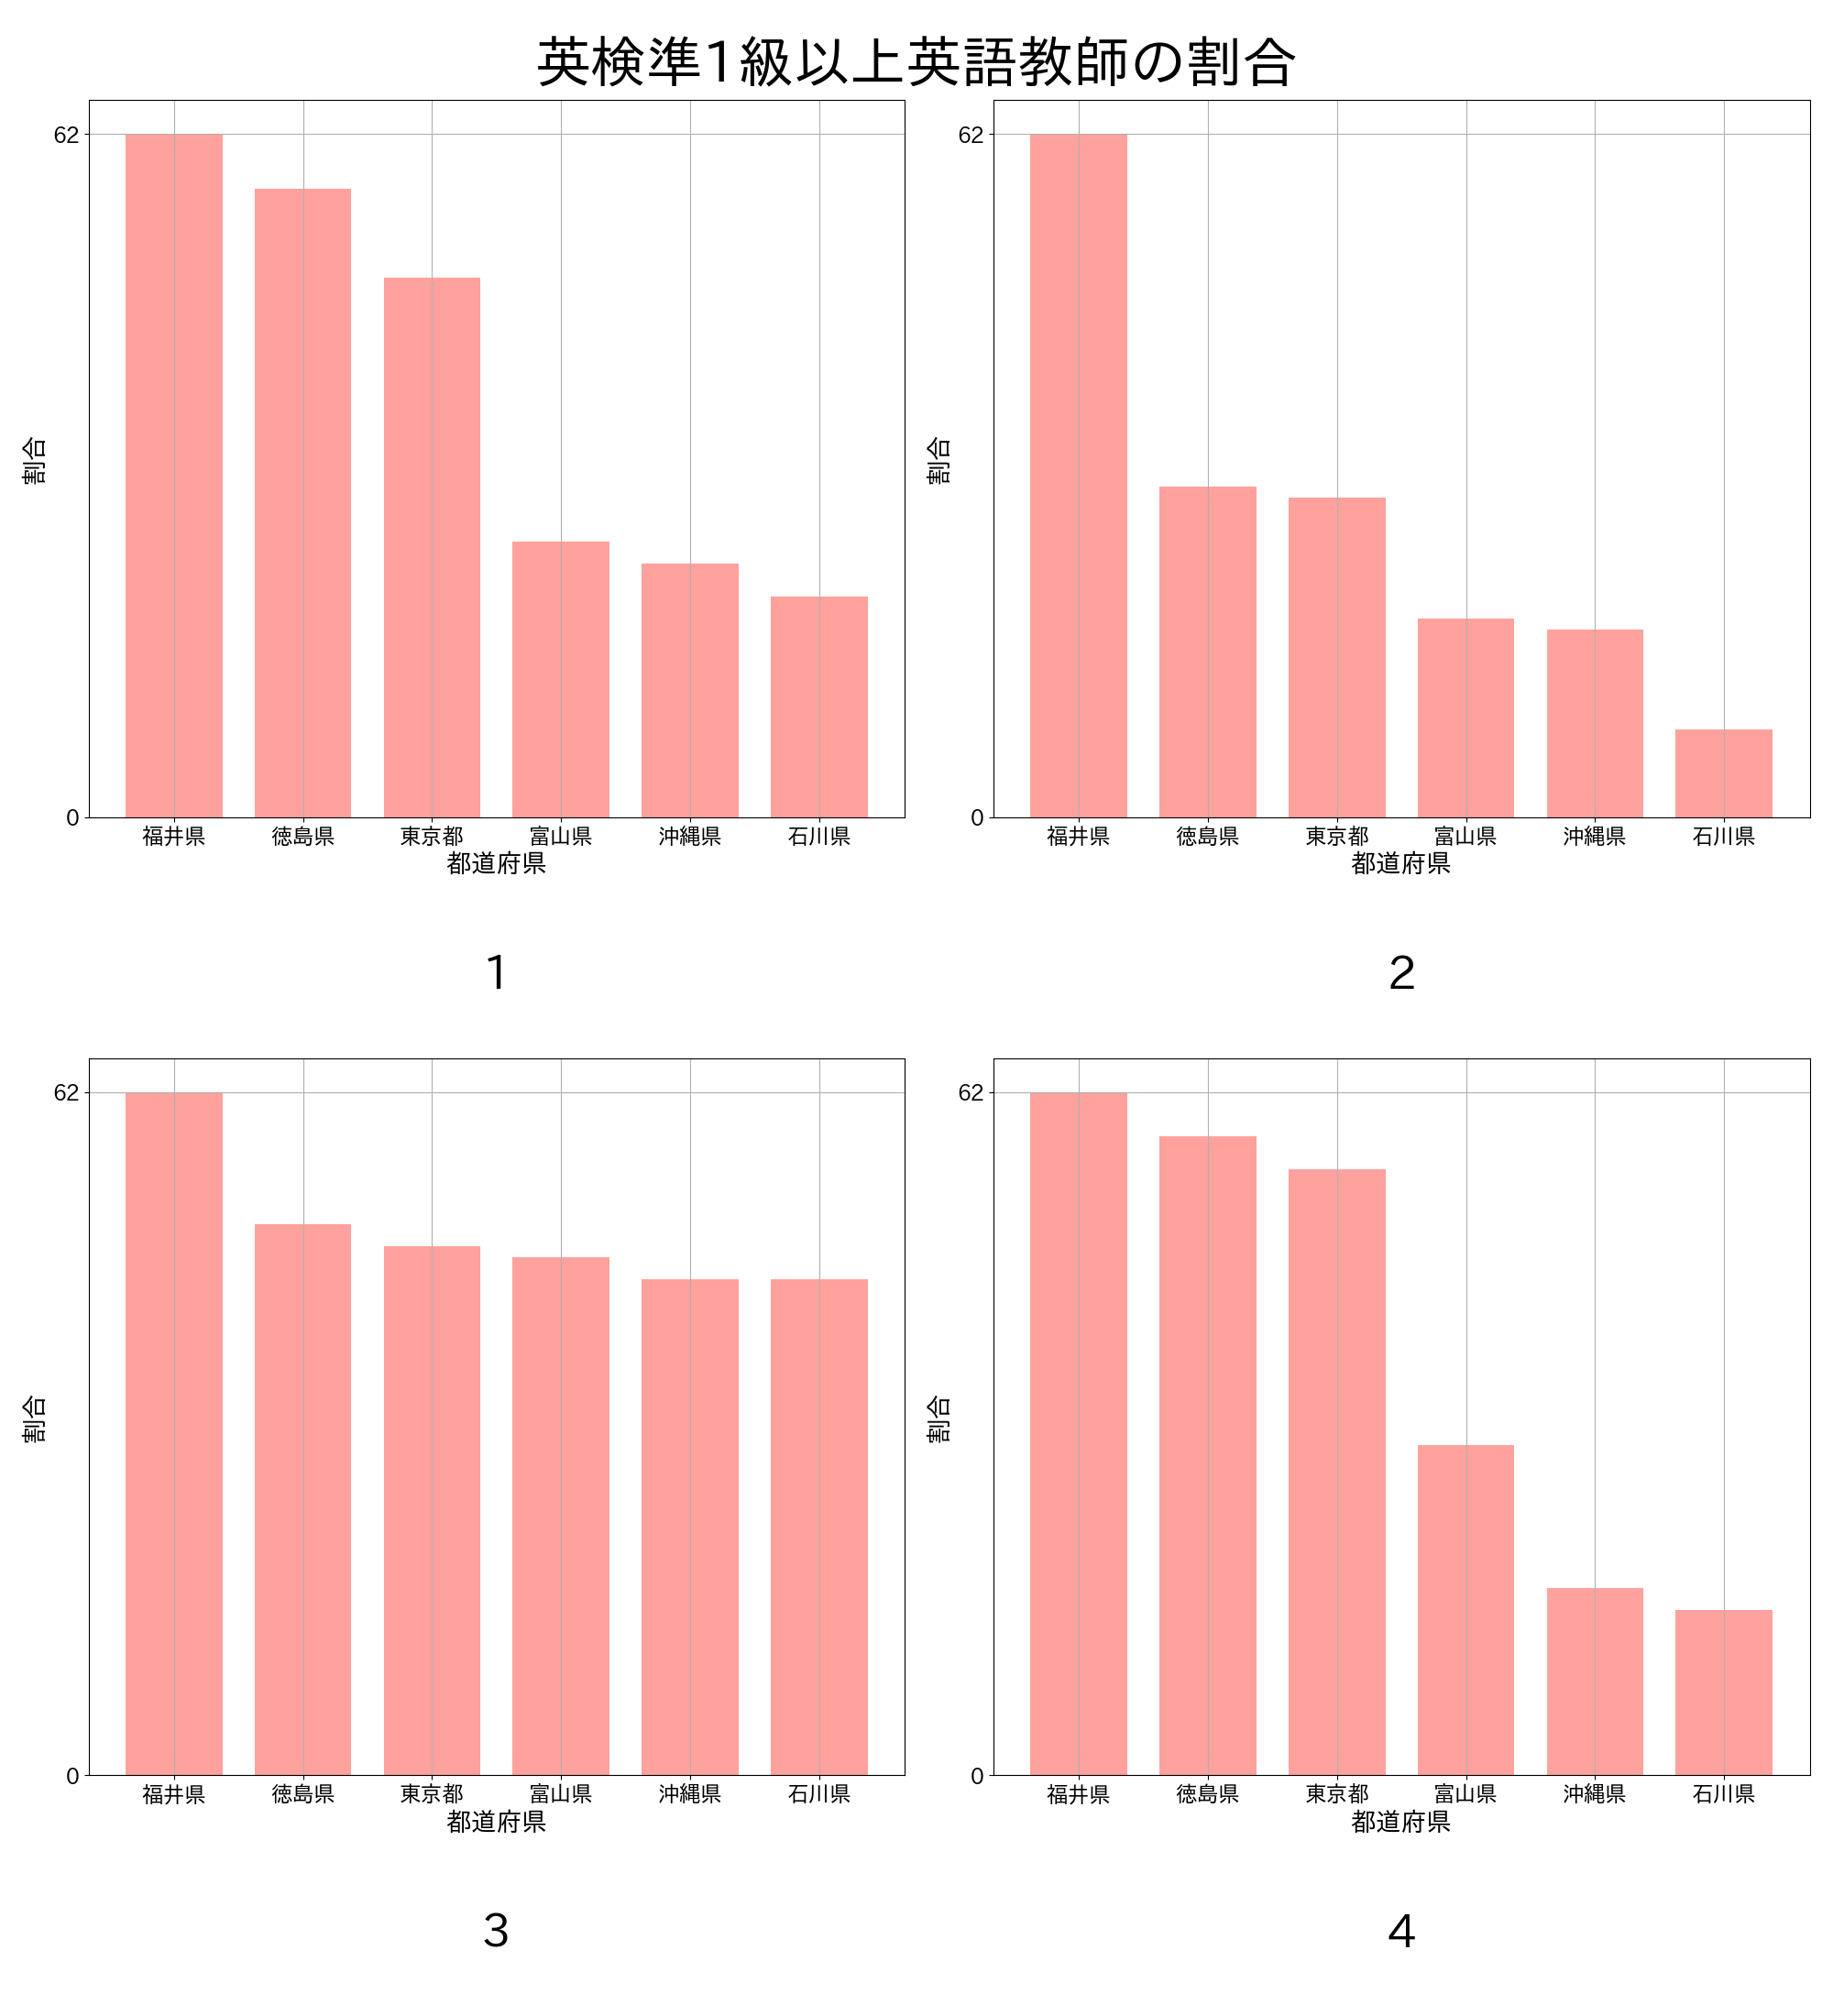 英検準1級以上英語教師の割合
62
0
割合
福井県 徳島県 東京都 富山県 沖縄県 石川県
都道府県
1
62
0
割合
福井県 徳島県 東京都 富山県 沖縄県 石川県
都道府県
2
62
0
割合
福井県 徳島県 東京都 富山県 沖縄県 石川県
都道府県
3
62
0
割合
福井県 徳島県 東京都 富山県 沖縄県 石川県
都道府県
4